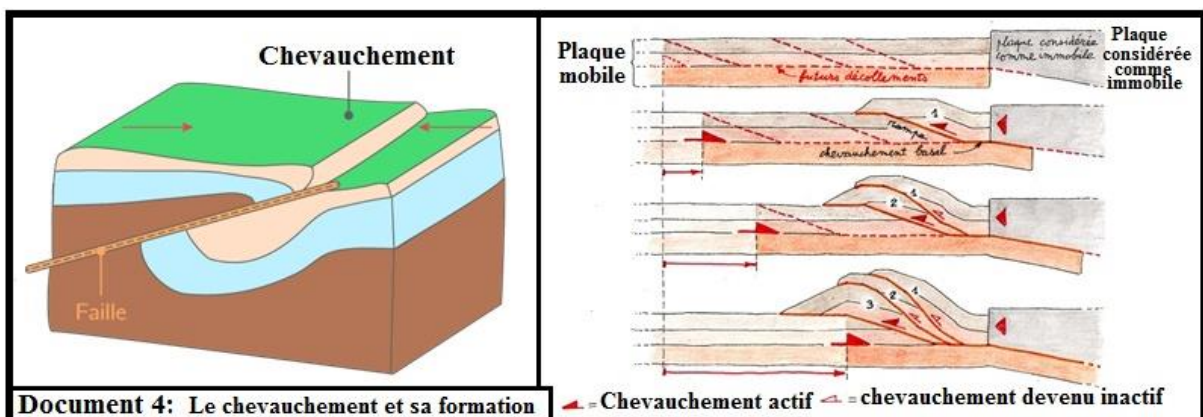 Chevauchement
Faille
Document 4: Le chevauchement et sa formation
Plaque
mobile
futurs décollements
plaque considérée
comme immobile
Plaque
considérée
comme
immobile
1
rampe
chevauchement basal
1
2
1
2
3
= Chevauchement actif = chevauchement devenu inactif